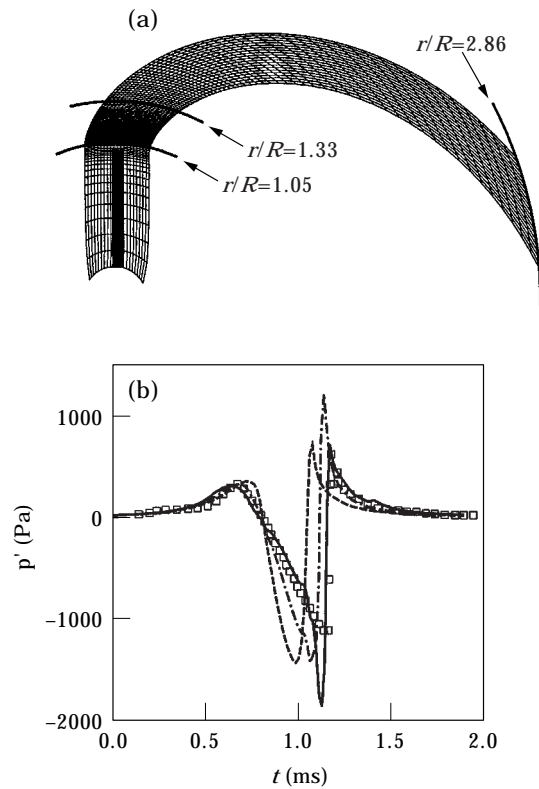 (a)
r/R=2.86
r/R=1.33
r/R=1.05
(b)
1000
0
-1000
-2000
p' (Pa)
0.0 0.5 1.0 1.5 2.0
t (ms)